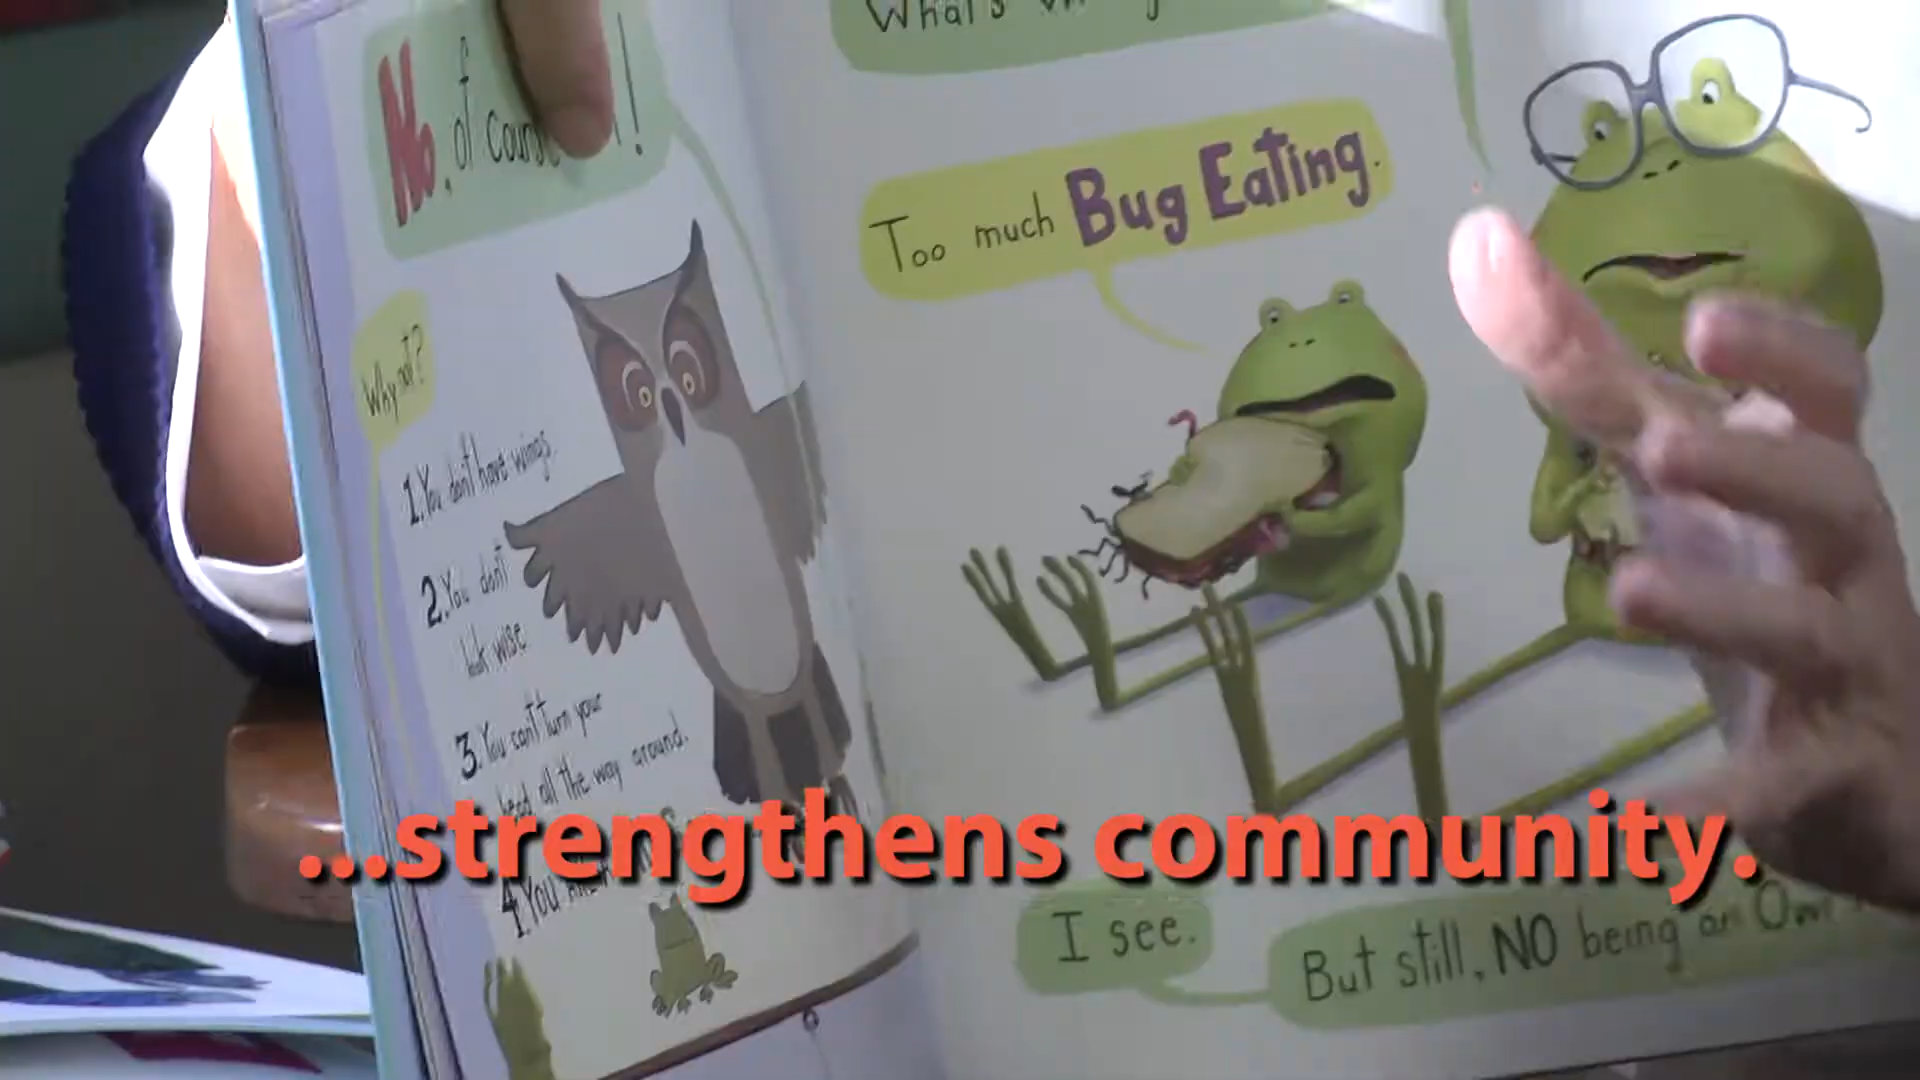 No, of course !
Why not?
1. You don't have wings.
2. You don't
look wise.
3. You can't turn your
head all the way around.
4. You
What's
Too much Bug Eating.
I see.
But still, NO being an
...strengthens community.